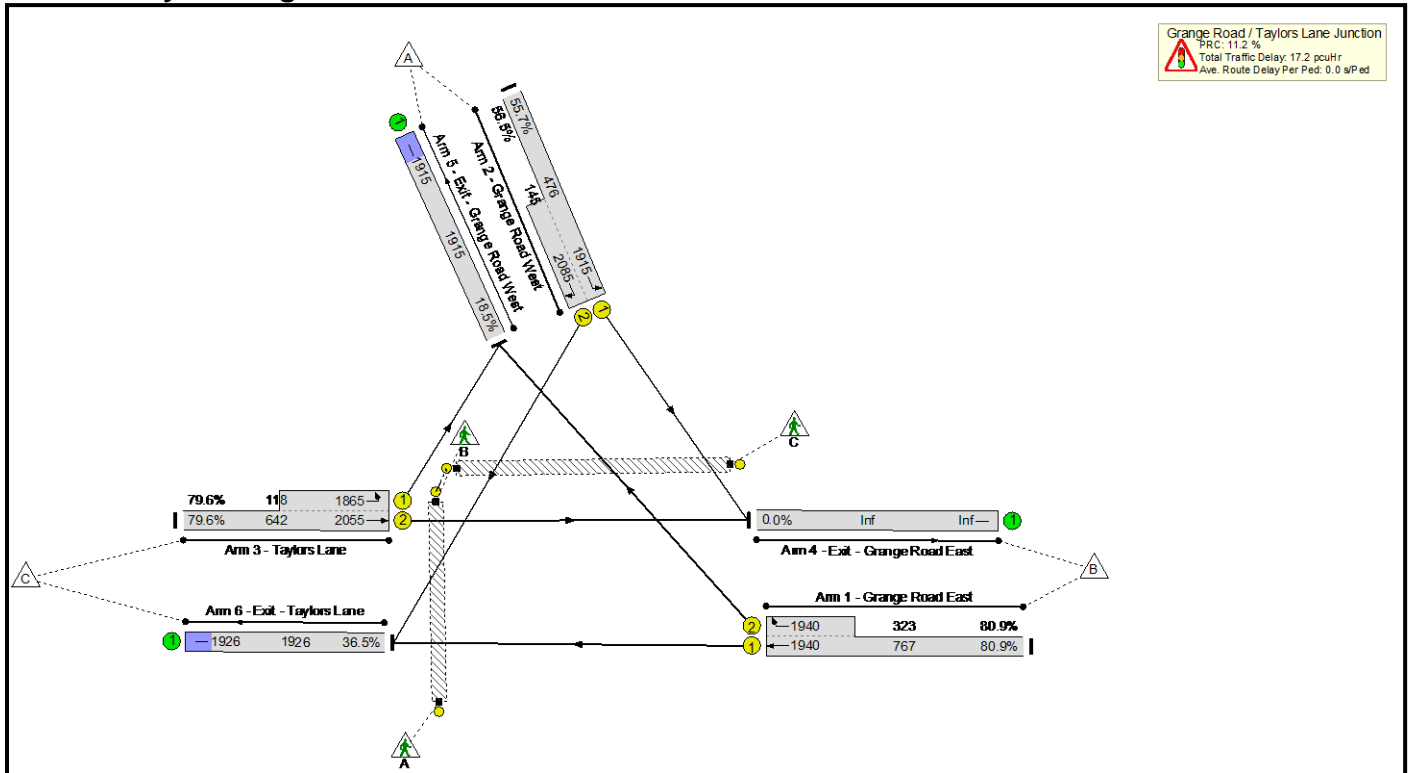 Grange Road / Taylors Lane Junction
PRC: 11.2 %
Total Traffic Delay: 17.2 pcuHr
Ave. Route Delay Per Ped: 0.0 s/Ped
A
1
1915
1915
18.5%
Arm 5 - Exit - Grange Road West
Arm 2 - Grange Road West
55.7%
56.5%
476
145
1915
2085
2
1
B
C
79.6% 118 1865
1
79.6% 642 2055
2
Arm 3 - Taylors Lane
0.0% Inf Inf
1
Arm 4 - Exit - Grange Road East
C
B
Arm 6 - Exit - Taylors Lane
Arm 1 - Grange Road East
1
1926 1926 36.5%
2
1940 323 80.9%
1
1940 767 80.9%
A